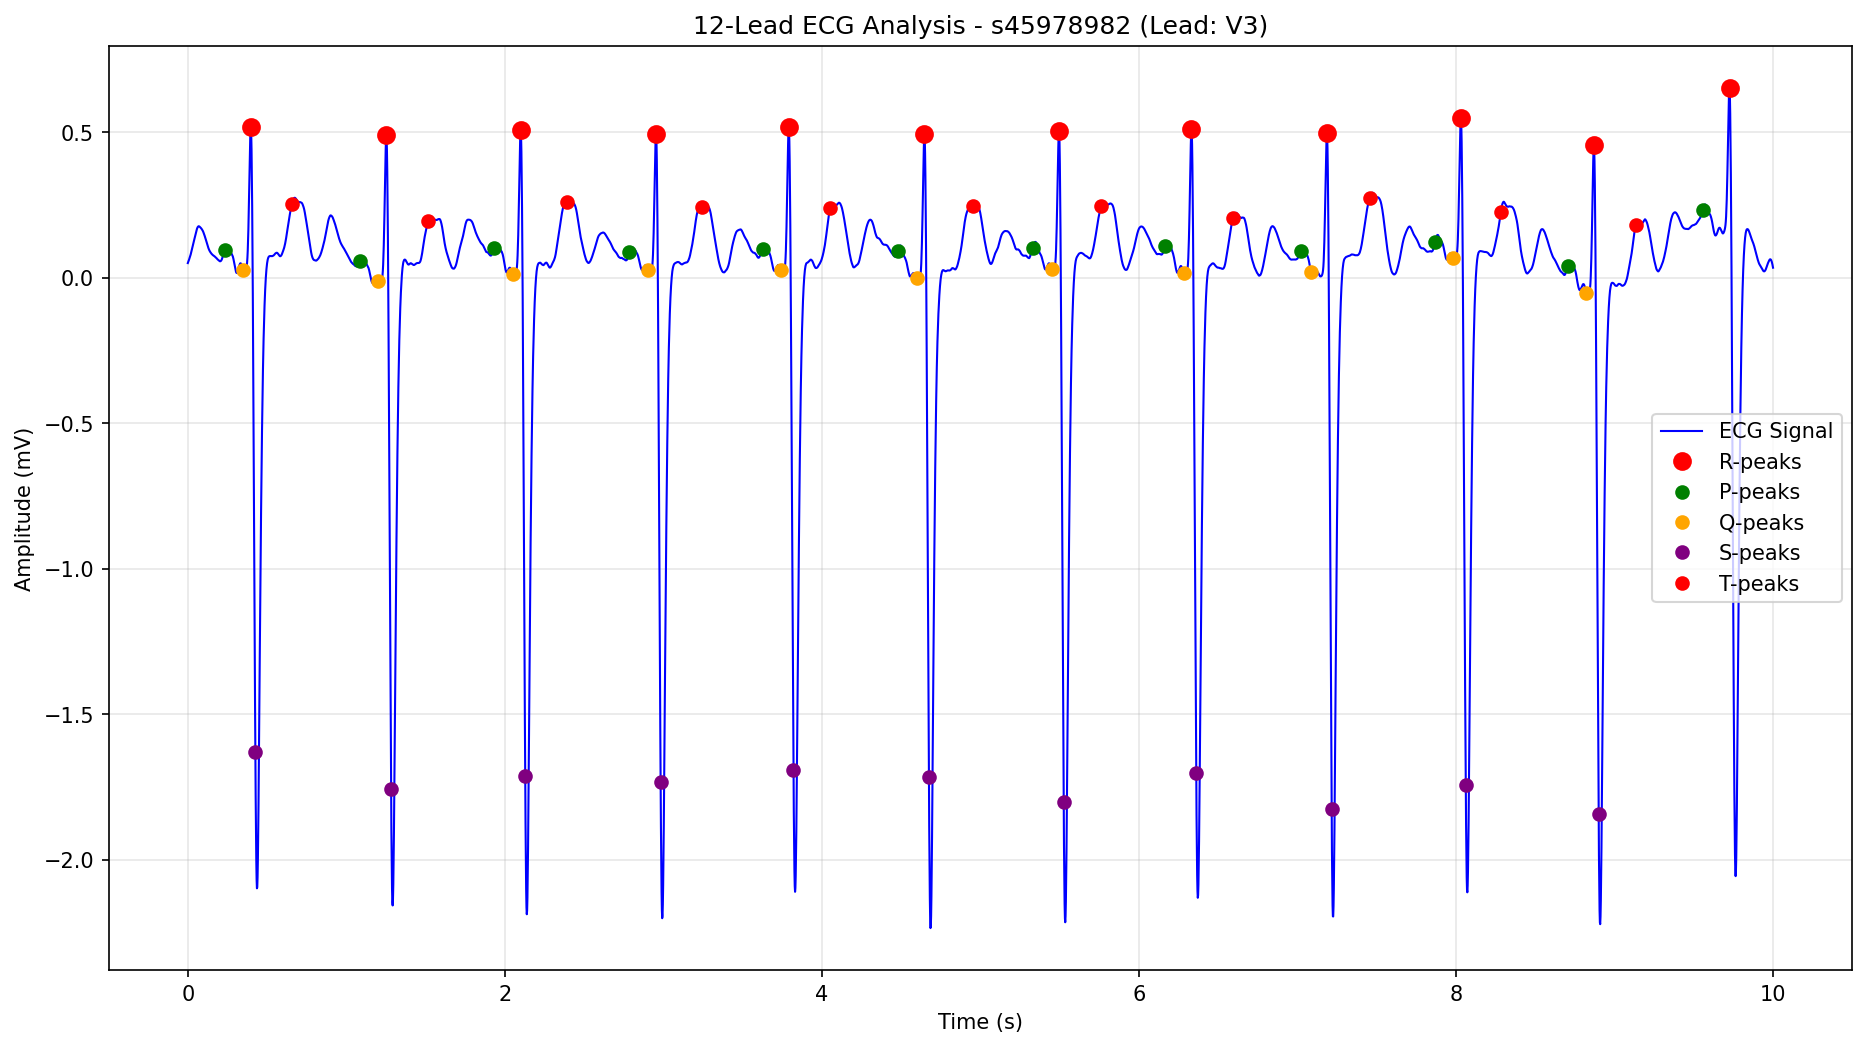 12-Lead ECG Analysis - s45978982 (Lead: V3)
Amplitude (mV)
0.5
0.0
−0.5
−1.0
−1.5
−2.0
ECG Signal
R-peaks
P-peaks
Q-peaks
S-peaks
T-peaks
0 2 4 6 8 10
Time (s)